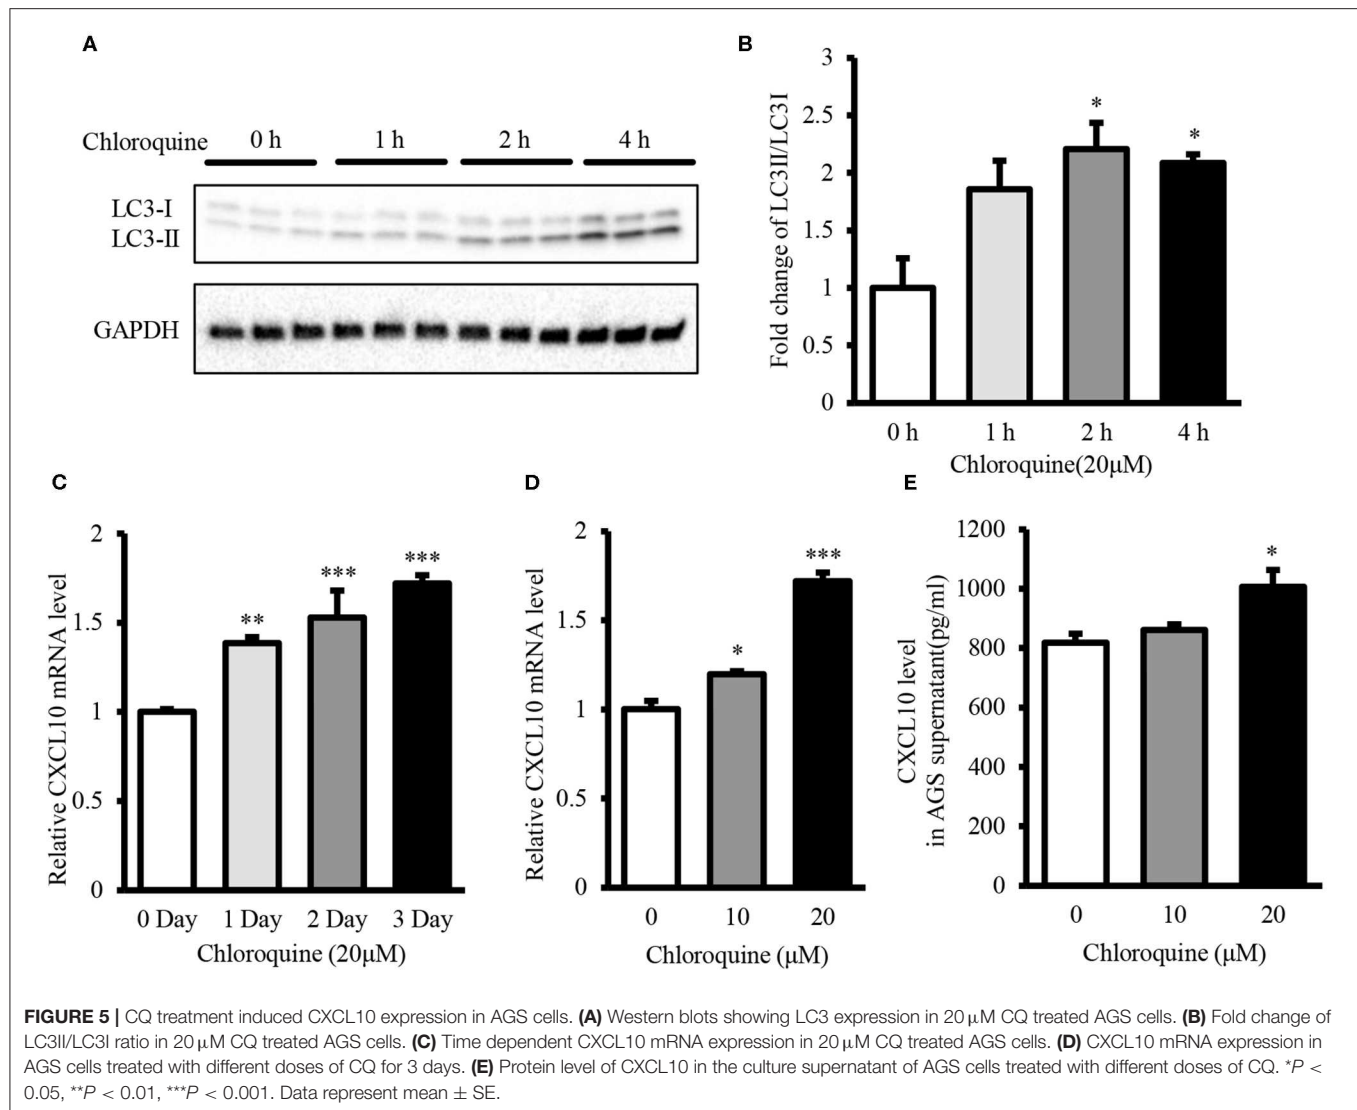 A
Chloroquine 0 h 1 h 2 h 4 h
LC3-I
LC3-II
GAPDH
B
Fold change of LC3II/LC3I
3
2.5
2
1.5
1
0.5
0
* *
0 h 1 h 2 h 4 h
Chloroquine(20μM)
C
Relative CXCL10 mRNA level
2
1.5
1
0.5
0
** *** ***
0 Day 1 Day 2 Day 3 Day
Chloroquine (20μM)
D
Relative CXCL10 mRNA level
2
1.5
1
0.5
0
* ***
0 10 20
Chloroquine (μM)
E
CXCL10 level
in AGS supernatant(pg/ml)
1200
1000
800
600
400
200
0
*
0 10 20
Chloroquine (μM)
FIGURE 5 | CQ treatment induced CXCL10 expression in AGS cells. (A) Western blots showing LC3 expression in 20 μM CQ treated AGS cells. (B) Fold change of
LC3II/LC3I ratio in 20 μM CQ treated AGS cells. (C) Time dependent CXCL10 mRNA expression in 20 μM CQ treated AGS cells. (D) CXCL10 mRNA expression in
AGS cells treated with different doses of CQ for 3 days. (E) Protein level of CXCL10 in the culture supernatant of AGS cells treated with different doses of CQ. *P <
0.05, **P < 0.01, ***P < 0.001. Data represent mean ± SE.